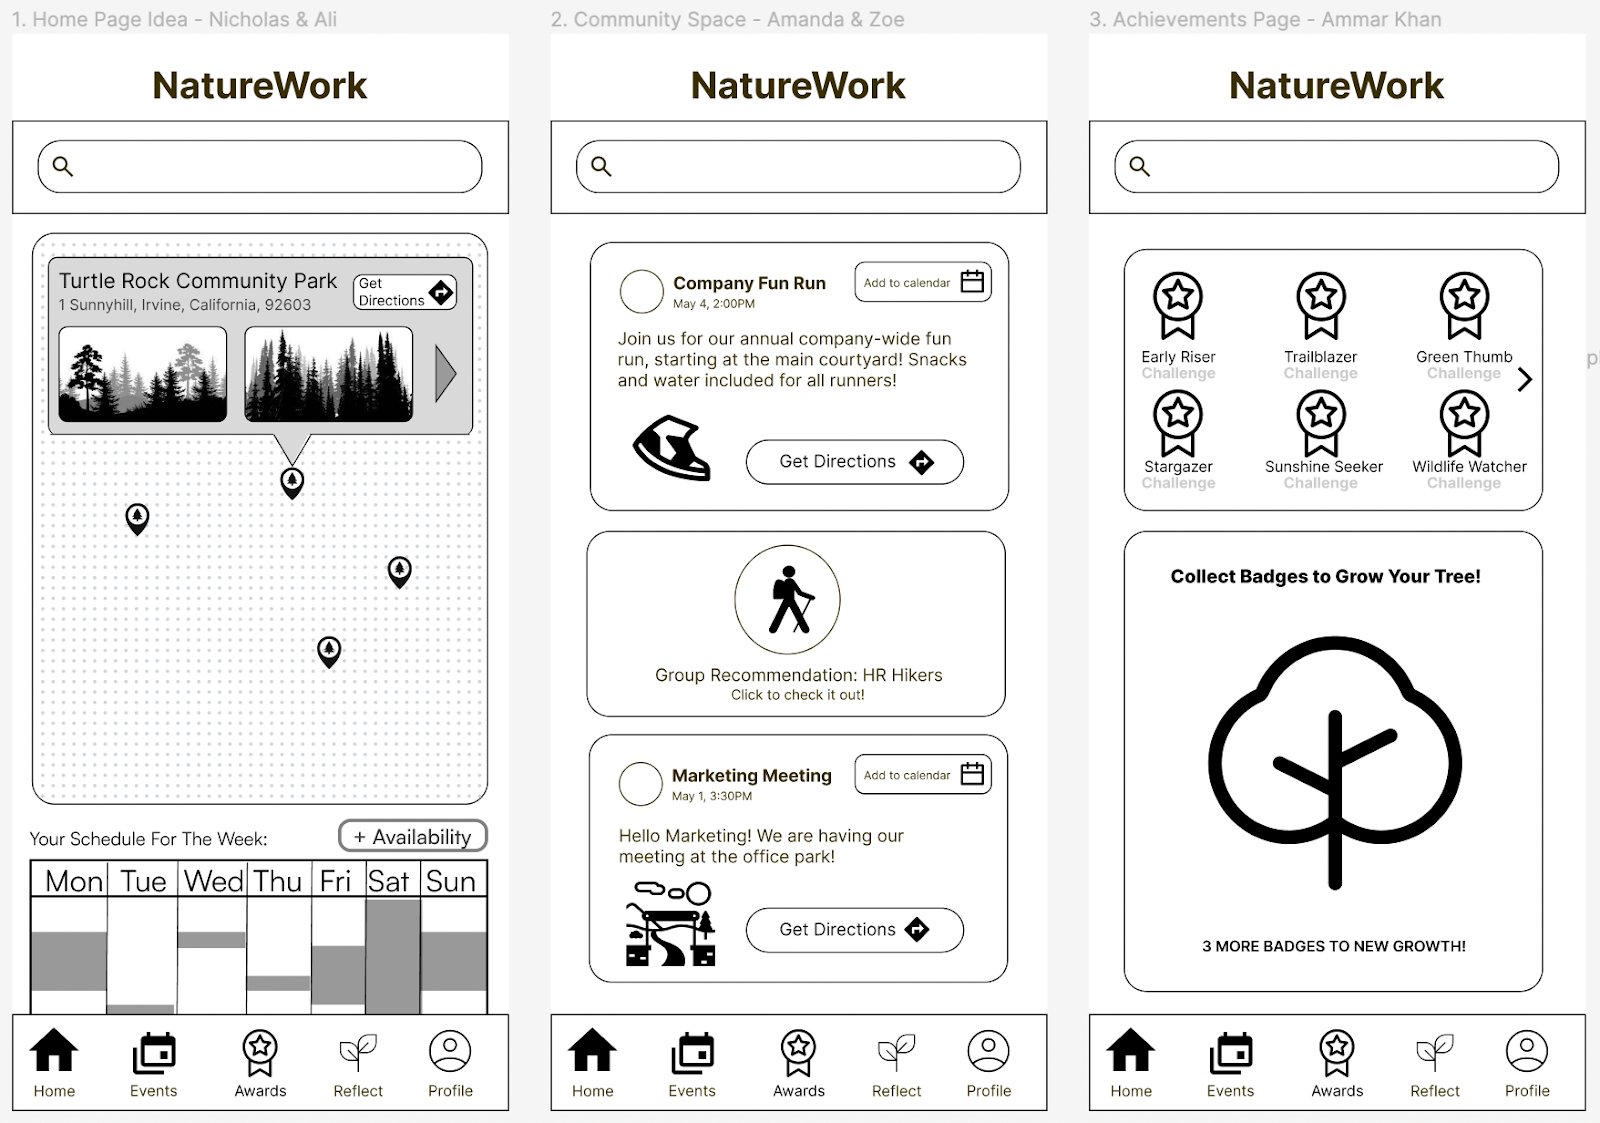 1. Home Page Idea - Nicholas & Ali
NatureWork
Turtle Rock Community Park
1 Sunnyhill, Irvine, California, 92603
Get
Directions
Your Schedule For The Week:
+ Availability
Mon Tue Wed Thu Fri Sat Sun
Home Events Awards Reflect Profile
2. Community Space - Amanda & Zoe
NatureWork
Company Fun Run
May 4, 2:00PM
Add to calendar
Join us for our annual company-wide fun
run, starting at the main courtyard! Snacks
and water included for all runners!
Get Directions
Group Recommendation: HR Hikers
Click to check it out!
Marketing Meeting
May 1, 3:30PM
Add to calendar
Hello Marketing! We are having our
meeting at the office park!
Get Directions
Home Events Awards Reflect Profile
3. Achievements Page - Ammar Khan
NatureWork
Early Riser Trailblazer Green Thumb
Challenge Challenge Challenge
Stargazer Sunshine Seeker Wildlife Watcher
Challenge Challenge Challenge
Collect Badges to Grow Your Tree!
3 MORE BADGES TO NEW GROWTH!
Home Events Awards Reflect Profile